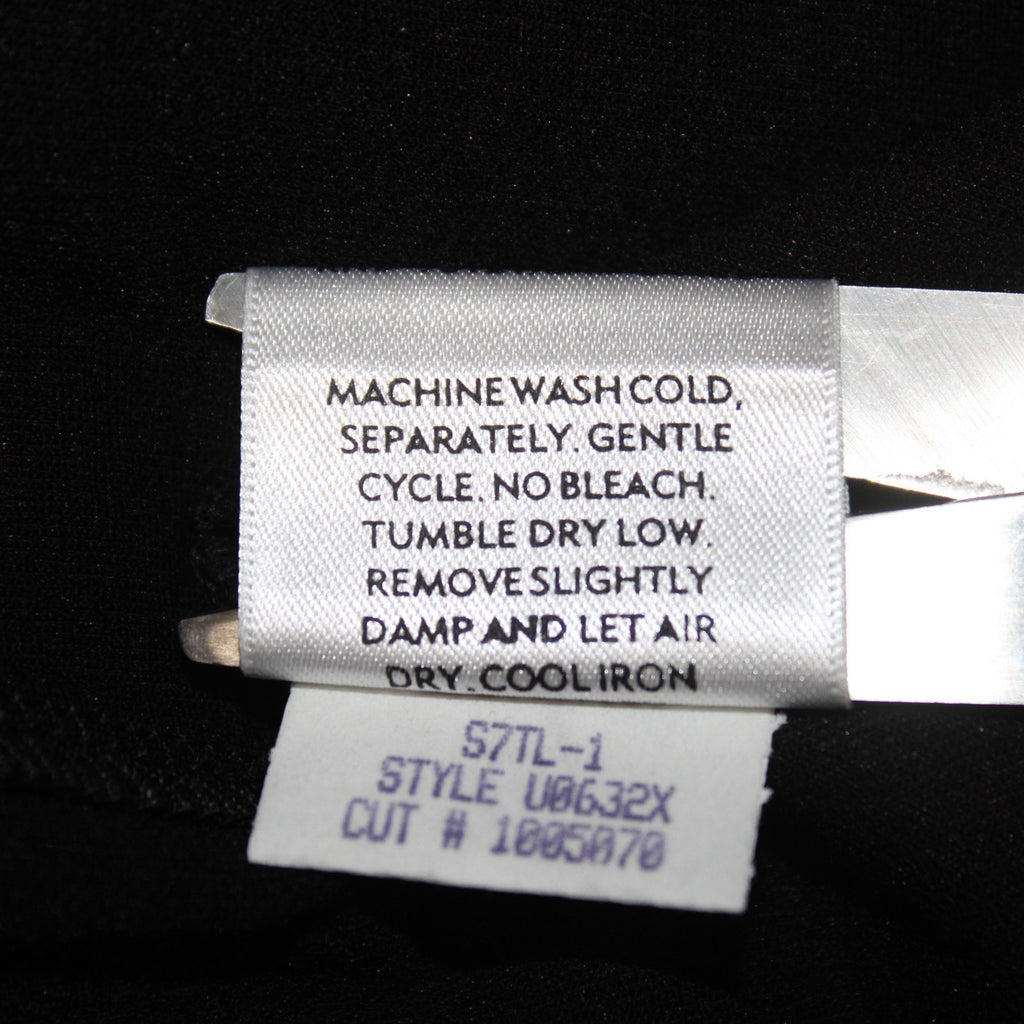 MACHINE WASH COLD,
SEPARATELY. GENTLE
CYCLE. NO BLEACH.
TUMBLE DRY LOW.
REMOVE SLIGHTLY
DAMP AND LET AIR
DRY. COOL IRON
S7TL-1
STYLE U0632X
CUT # 1005070